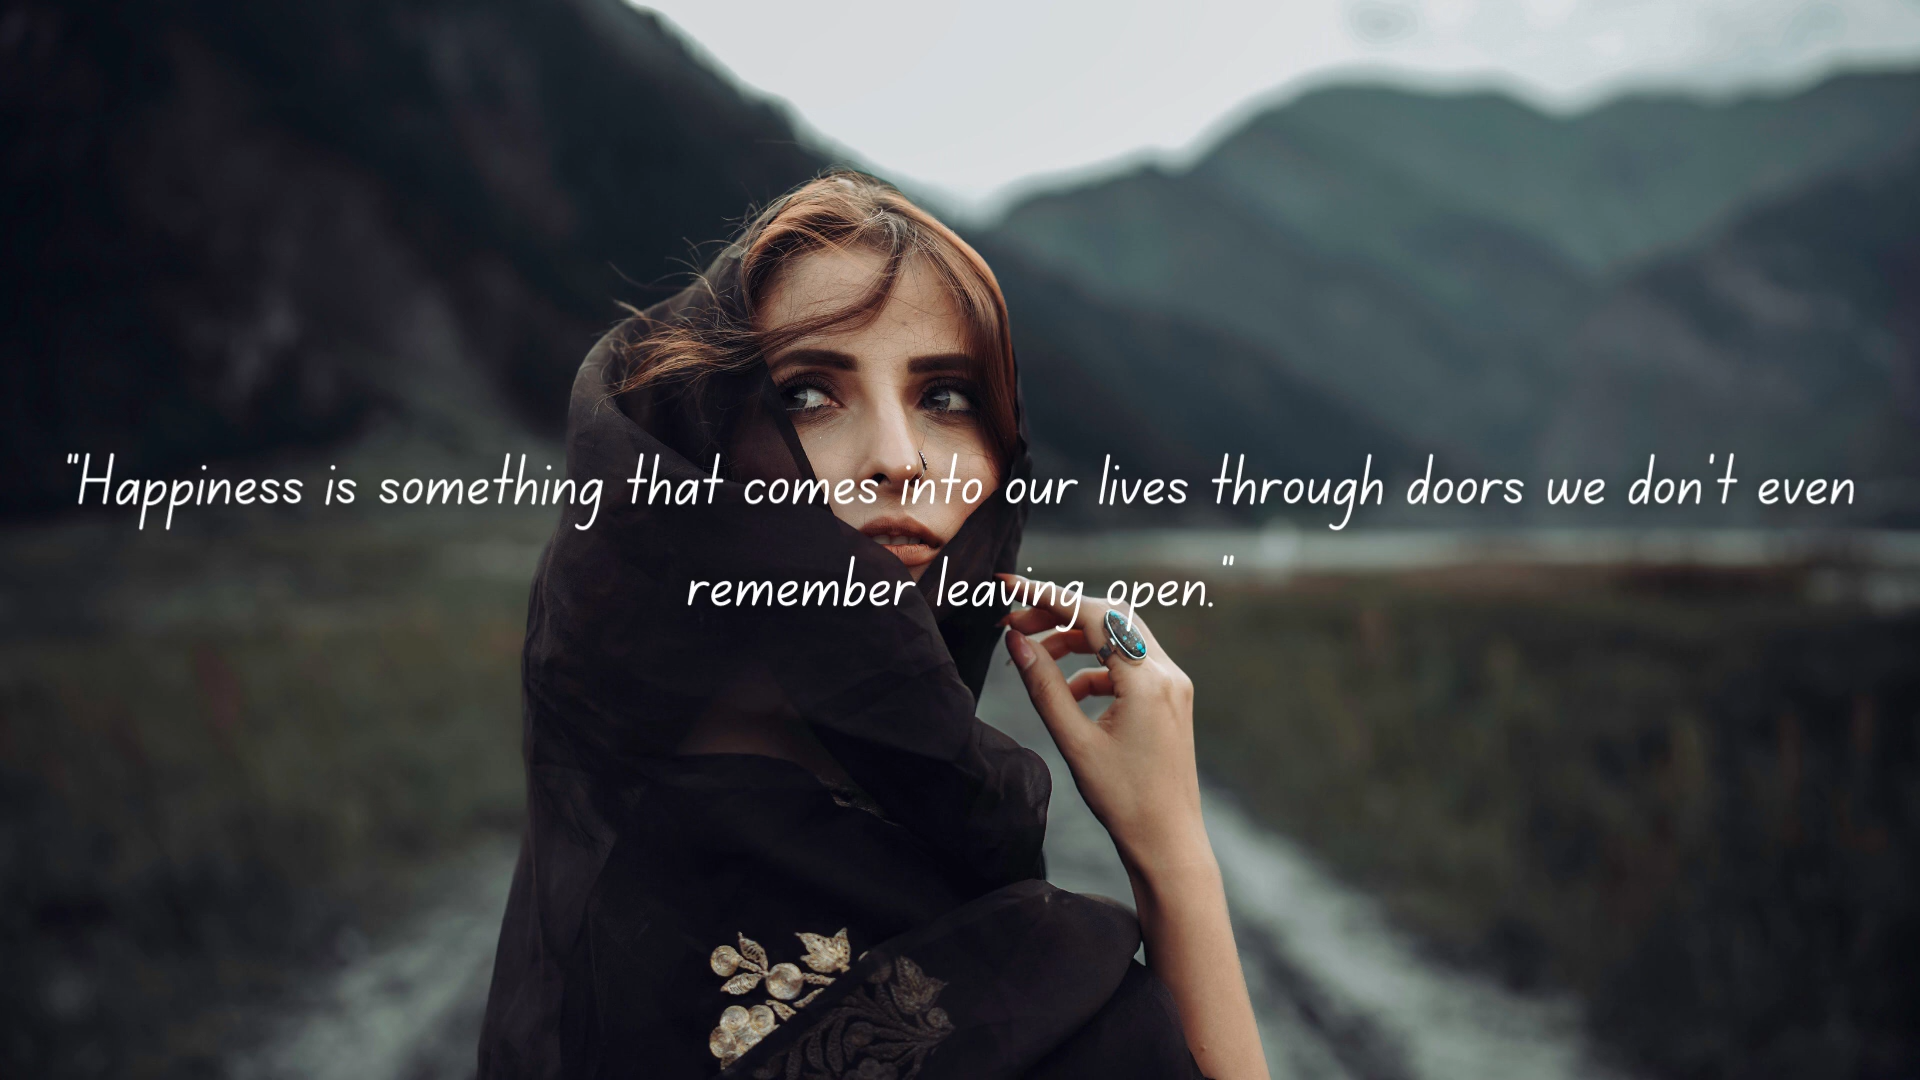 "Happiness is something that comes into our lives through doors we don't even
remember leaving open."